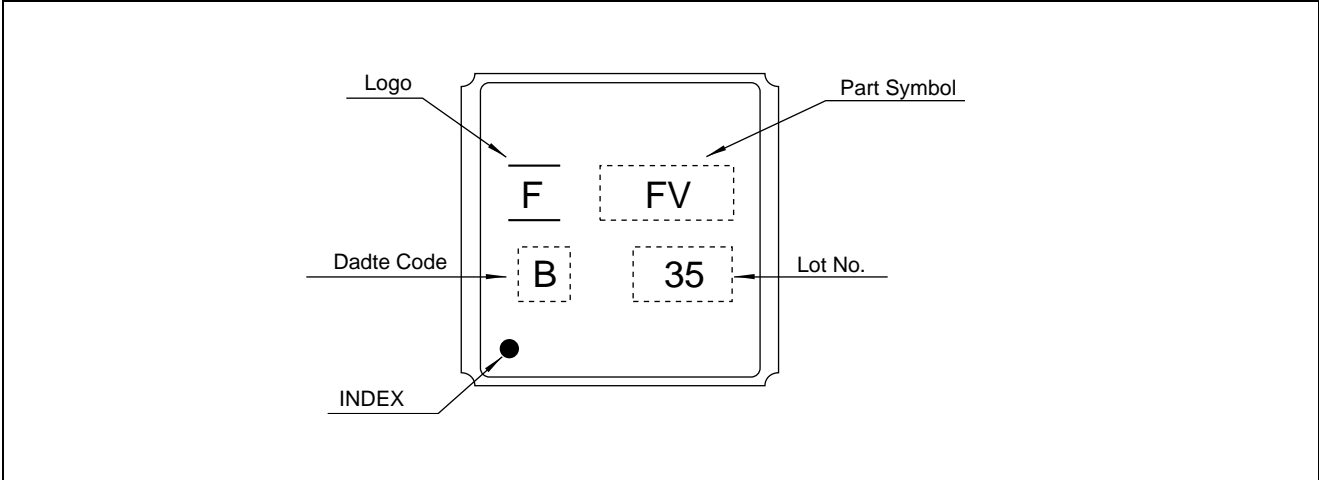 Logo
Part Symbol
F
FV
Dadte Code
B
35
Lot No.
INDEX